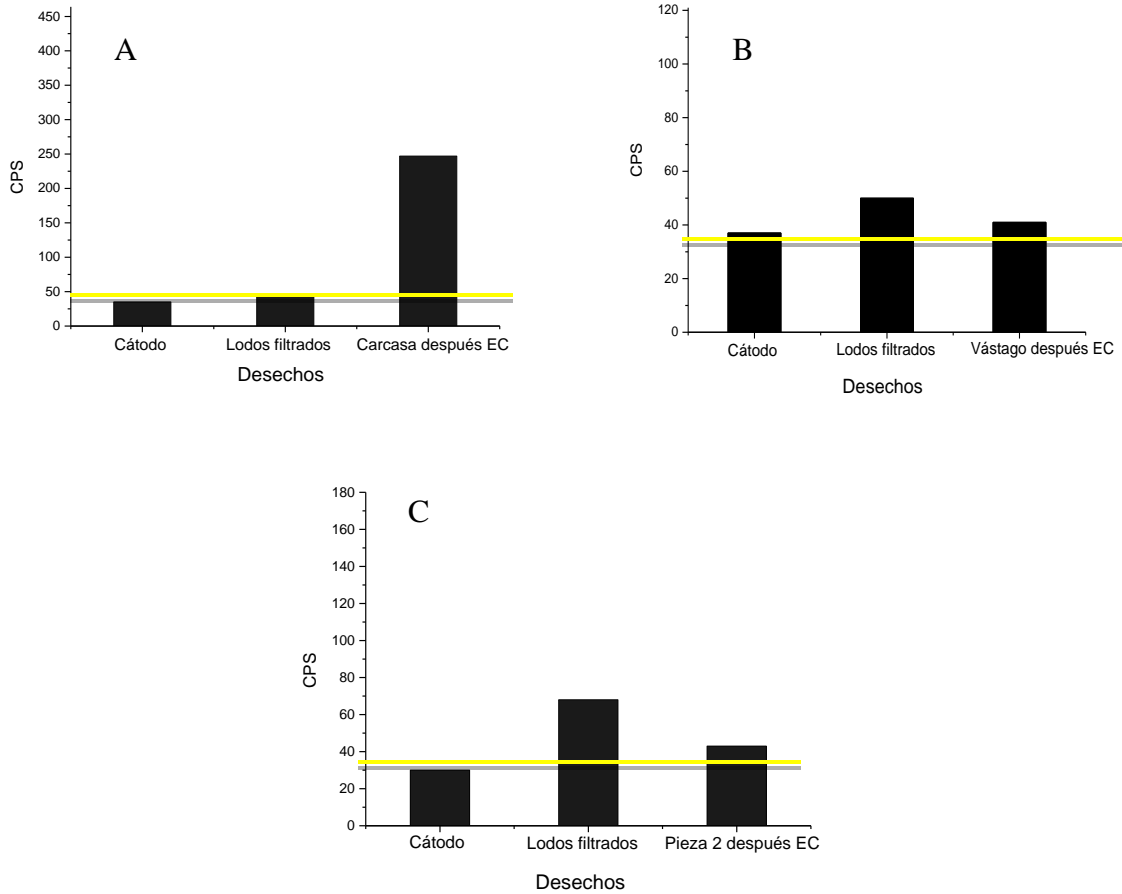 A
450
400
350
300
250
200
150
100
50
0
CPS
Cátodo
Lodos filtrados
Carcasa después EC
Desechos
B
120
100
80
60
40
20
0
CPS
Cátodo
Lodos filtrados
Vástago después EC
Desechos
C
180
160
140
120
100
80
60
40
20
0
CPS
Cátodo
Lodos filtrados
Pieza 2 después EC
Desechos